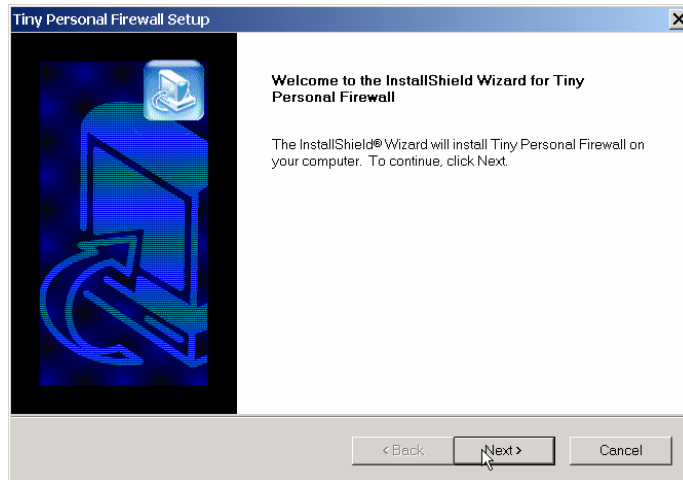 Tiny Personal Firewall Setup
Welcome to the InstallShield Wizard for Tiny
Personal Firewall
The InstallShield® Wizard will install Tiny Personal Firewall on
your computer. To continue, click Next.
< Back Next > Cancel